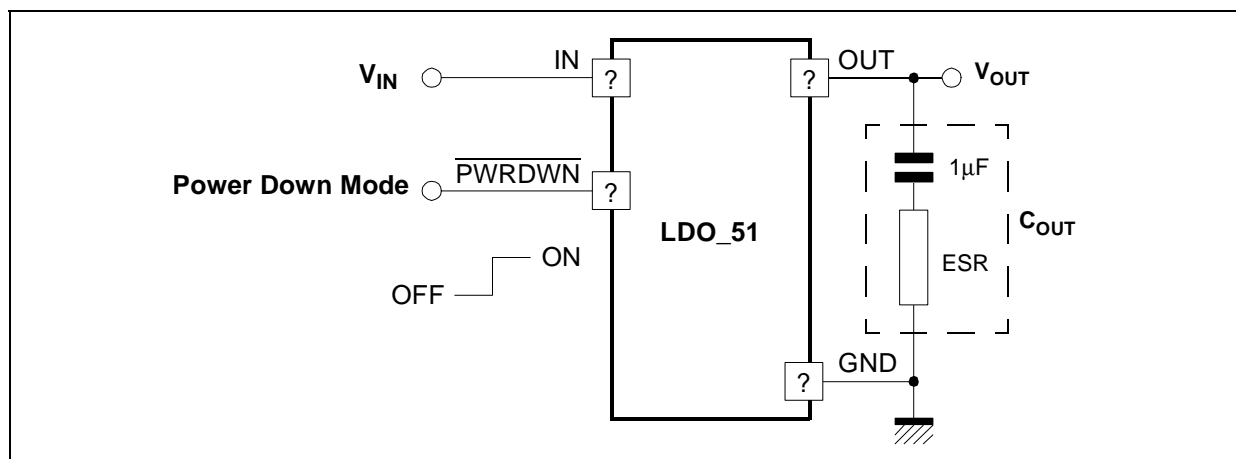 IN
V_IN
?
OUT
?
V_OUT
1μF
PWRDWN
Power Down Mode
?
LDO_51
C_OUT
ESR
ON
OFF
GND
?